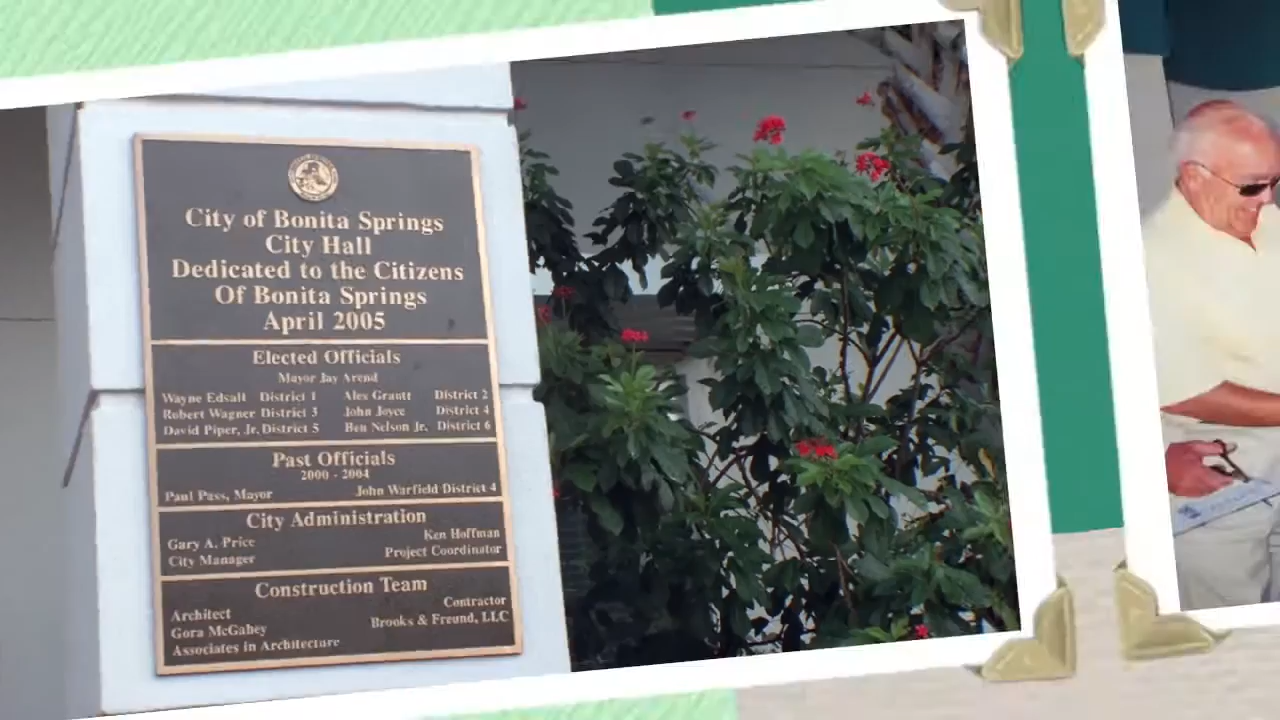 City of Bonita Springs
City Hall
Dedicated to the Citizens
Of Bonita Springs
April 2005
Elected Officials
Mayor Jay Arend
Wayne Edsall District 1 Alex Grantt District 2
Robert Wagner District 3 John Joyce District 4
David Piper, Jr. District 5 Ben Nelson Jr. District 6
Past Officials
2000 - 2004
Paul Pass, Mayor John Warfield District 4
City Administration
Gary A. Price Ken Hoffman
City Manager Project Coordinator
Construction Team
Architect Contractor
Gora McGahey Brooks & Freund, LLC
Associates in Architecture